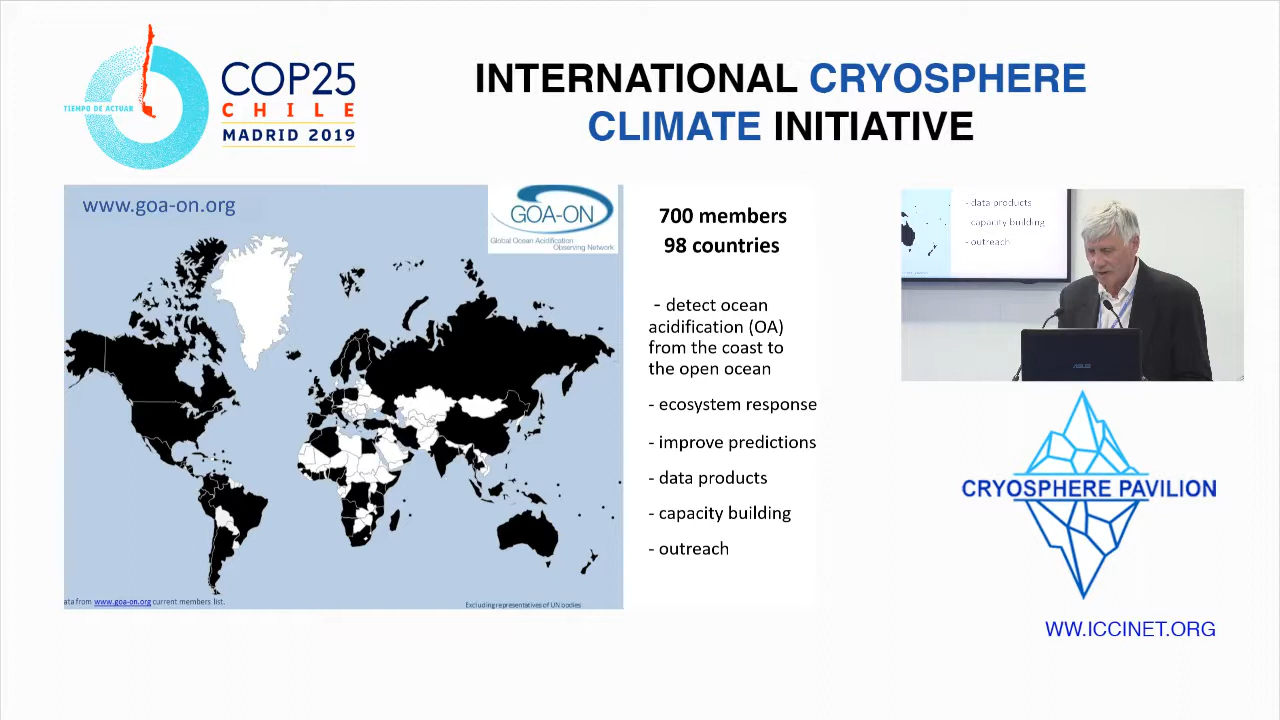 TIEMPO DE ACTUAR
COP25
CHILE
MADRID 2019
INTERNATIONAL CRYOSPHERE
CLIMATE INITIATIVE
www.goa-on.org
GOA-ON
Global Ocean Acidification
Observing Network
ata from www.goa-on.org current members list.
Excluding representatives of UN bodies
700 members
98 countries
- detect ocean
acidification (OA)
from the coast to
the open ocean
- ecosystem response
- improve predictions
- data products
- capacity building
- outreach
- data products
- capacity building
- outreach
ASUS
CRYOSPHERE PAVILION
WW.ICCINET.ORG